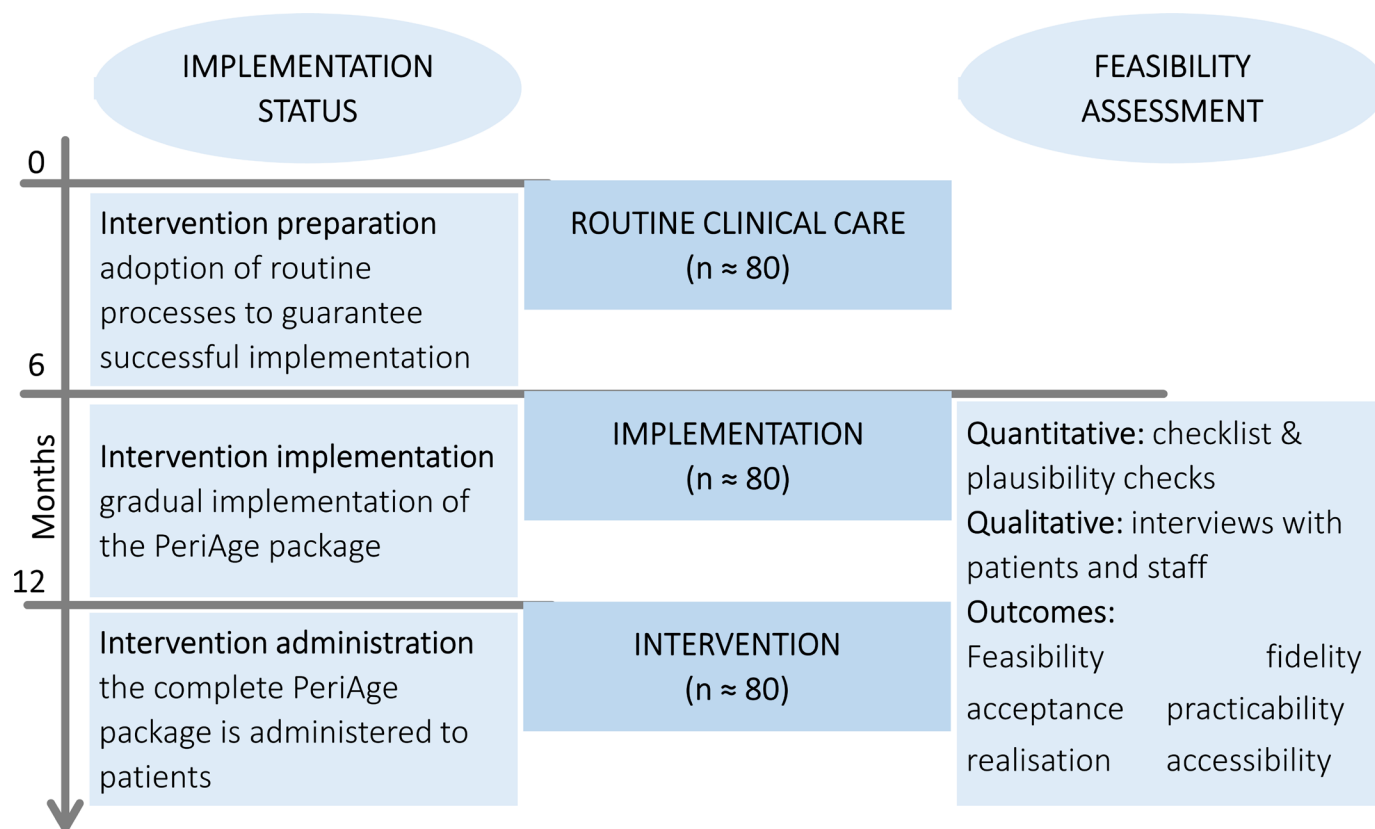 IMPLEMENTATION
STATUS
FEASIBILITY
ASSESSMENT
0
Intervention preparation
adoption of routine
processes to guarantee
successful implementation
ROUTINE CLINICAL CARE
(n ≈ 80)
6
Months
Intervention implementation
gradual implementation of
the PeriAge package
IMPLEMENTATION
(n ≈ 80)
Quantitative: checklist &
plausibility checks
Qualitative: interviews with
patients and staff
Outcomes:
Feasibility fidelity
acceptance practicability
realisation accessibility
12
Intervention administration
the complete PeriAge
package is administered to
patients
INTERVENTION
(n ≈ 80)